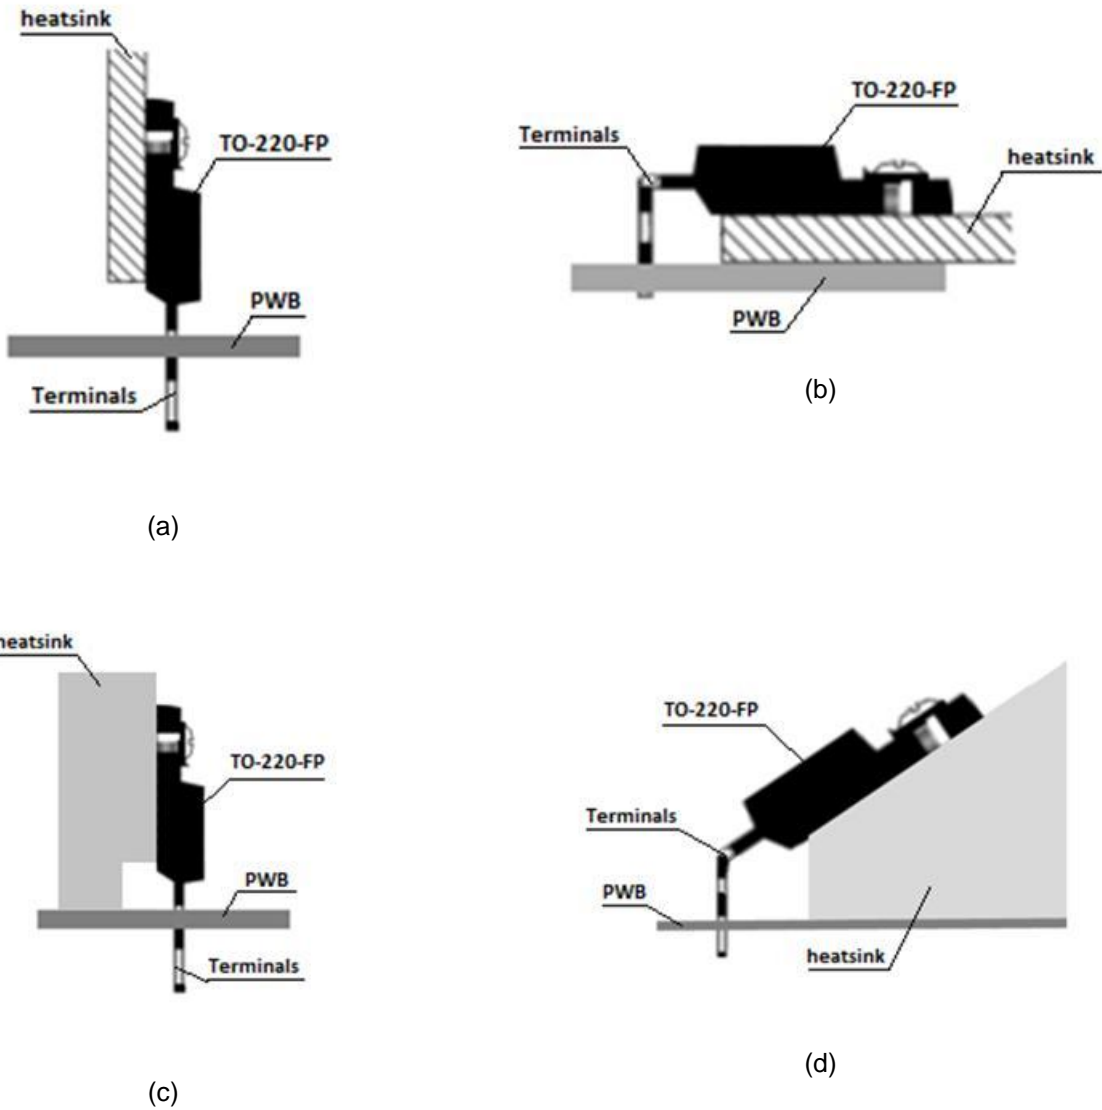 heatsink
TO-220-FP
PWB
Terminals
(a)
TO-220-FP
Terminals
heatsink
PWB
(b)
heatsink
TO-220-FP
PWB
Terminals
(c)
TO-220-FP
Terminals
PWB
heatsink
(d)